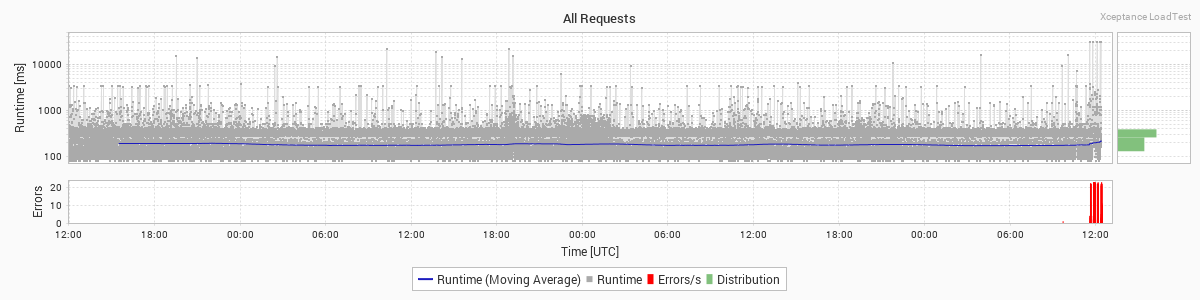 All Requests
Xceptance LoadTest
Runtime [ms]
10000
1000
100
Errors
20
10
0
12:00 18:00 00:00 06:00 12:00 18:00 00:00 06:00 12:00 18:00 00:00 06:00 12:00
Time [UTC]
Runtime (Moving Average) Runtime Errors/s Distribution